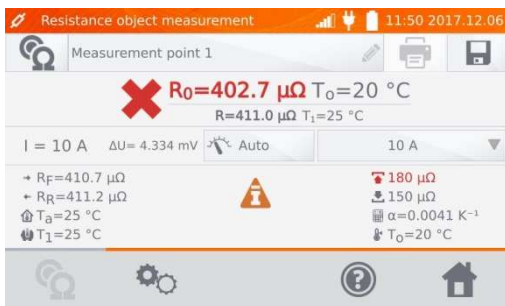 Resistance object measurement 11:50 2017.12.06
Measurement point 1
R0=402.7 µΩ To=20 °C
R=411.0 µΩ T1=25 °C
I = 10 A ΔU= 4.334 mV Auto 10 A
RF=410.7 µΩ 180 µΩ
RR=411.2 µΩ 150 µΩ
Ta=25 °C α=0.0041 K⁻¹
T1=25 °C To=20 °C